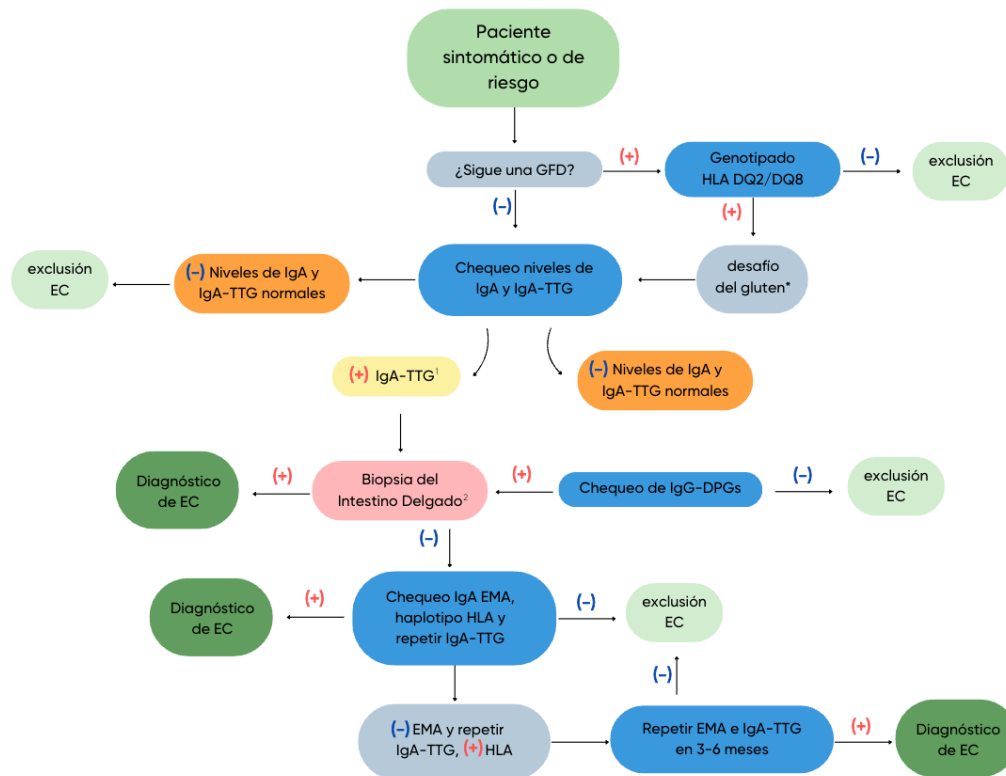 Paciente
sintomático o de
riesgo
¿Sigue una GFD?
(+)
Genotipado
HLA DQ2/DQ8
(–)
exclusión
EC
(–)
(+)
exclusión
EC
(–) Niveles de IgA y
IgA-TTG normales
Chequeo niveles de
IgA y IgA-TTG
desafío
del gluten*
(+) IgA-TTG¹
(–) Niveles de IgA y
IgA-TTG normales
Diagnóstico
de EC
(+)
Biopsia del
Intestino Delgado²
(+)
Chequeo de IgG-DPGs
(–)
exclusión
EC
(–)
Diagnóstico
de EC
(+)
Chequeo IgA EMA,
haplotipo HLA y
repetir IgA-TTG
(–)
exclusión
EC
(–)
(–) EMA y repetir
IgA-TTG, (+) HLA
Repetir EMA e IgA-TTG
en 3-6 meses
(+)
Diagnóstico
de EC